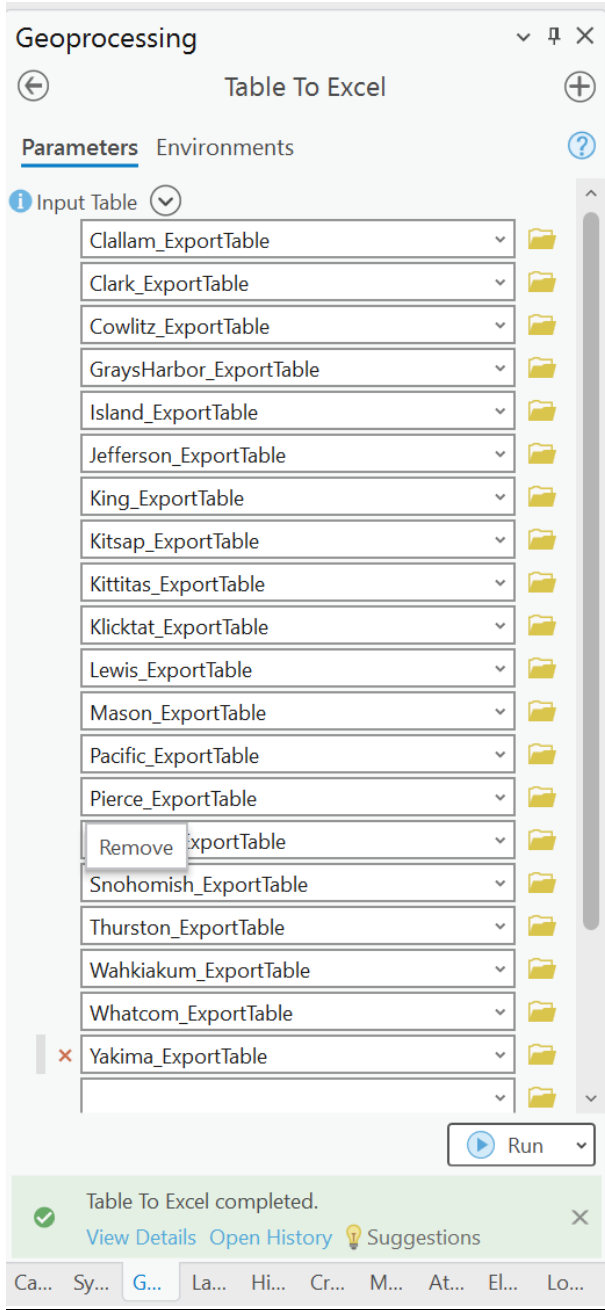 Geoprocessing
Table To Excel
Parameters Environments
Input Table
Clallam_ExportTable
Clark_ExportTable
Cowlitz_ExportTable
GraysHarbor_ExportTable
Island_ExportTable
Jefferson_ExportTable
King_ExportTable
Kitsap_ExportTable
Kittitas_ExportTable
Klicktat_ExportTable
Lewis_ExportTable
Mason_ExportTable
Pacific_ExportTable
Pierce_ExportTable
Remove xportTable
Snohomish_ExportTable
Thurston_ExportTable
Wahkiakum_ExportTable
Whatcom_ExportTable
Yakima_ExportTable
Run
Table To Excel completed.
View Details Open History Suggestions
Ca... Sy... G... La... Hi... Cr... M... At... El... Lo...